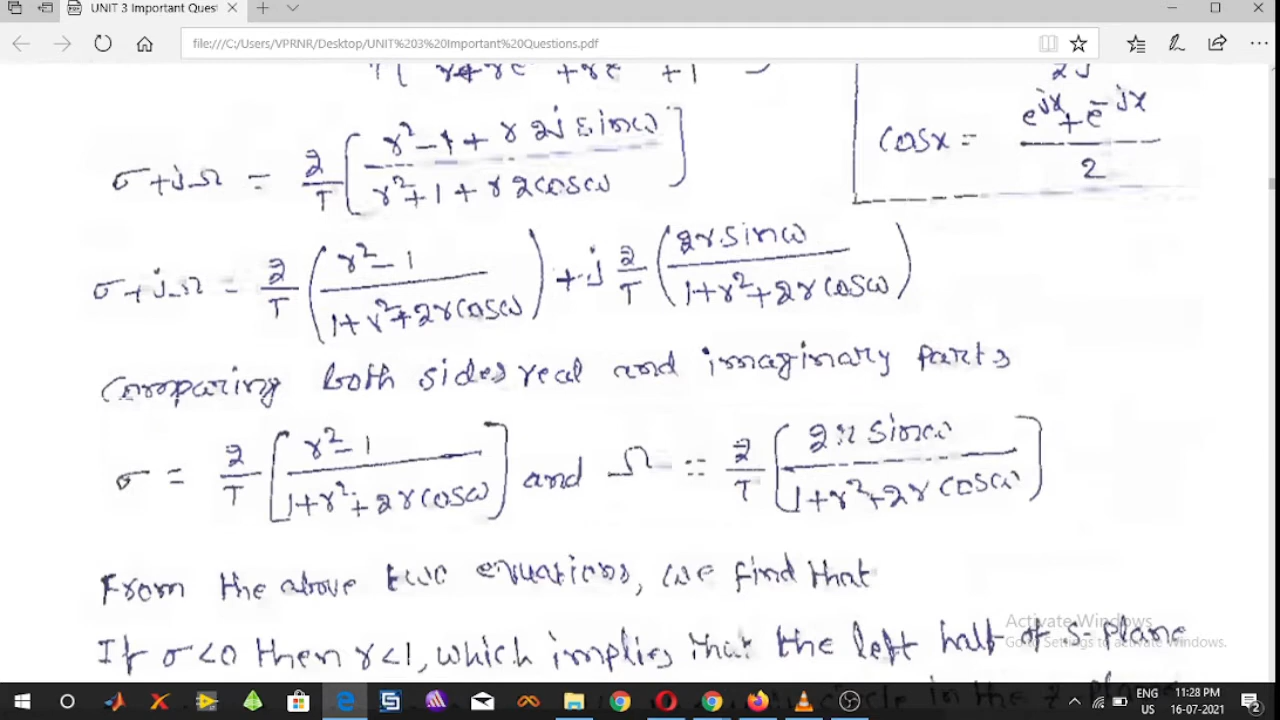 UNIT 3 Important Quest
file:///C:/Users/VPRNR/Desktop/UNIT%203%20Important%20Questions.pdf
2j
σ+jΩ = 2/T [ (r²-1+r 2j sinω) / (r²+1+r 2cosω) ]
cosx = (e^jx + e^-jx) / 2
σ+jΩ = 2/T ( (r²-1) / (1+r²+2r cosω) ) + j 2/T ( (2r sinω) / (1+r²+2r cosω) )
Comparing both sides real and imaginary parts
σ = 2/T [ (r²-1) / (1+r²+2r cosω) ] and Ω = 2/T [ (2r sinω) / (1+r²+2r cosω) ]
From the above two equations, we find that
If σ<0 then r<1, which implies that the left half of s-plane
Activate Windows
Go to Settings to activate Windows.
in the z-plane
ENG
US
11:28 PM
16-07-2021
2